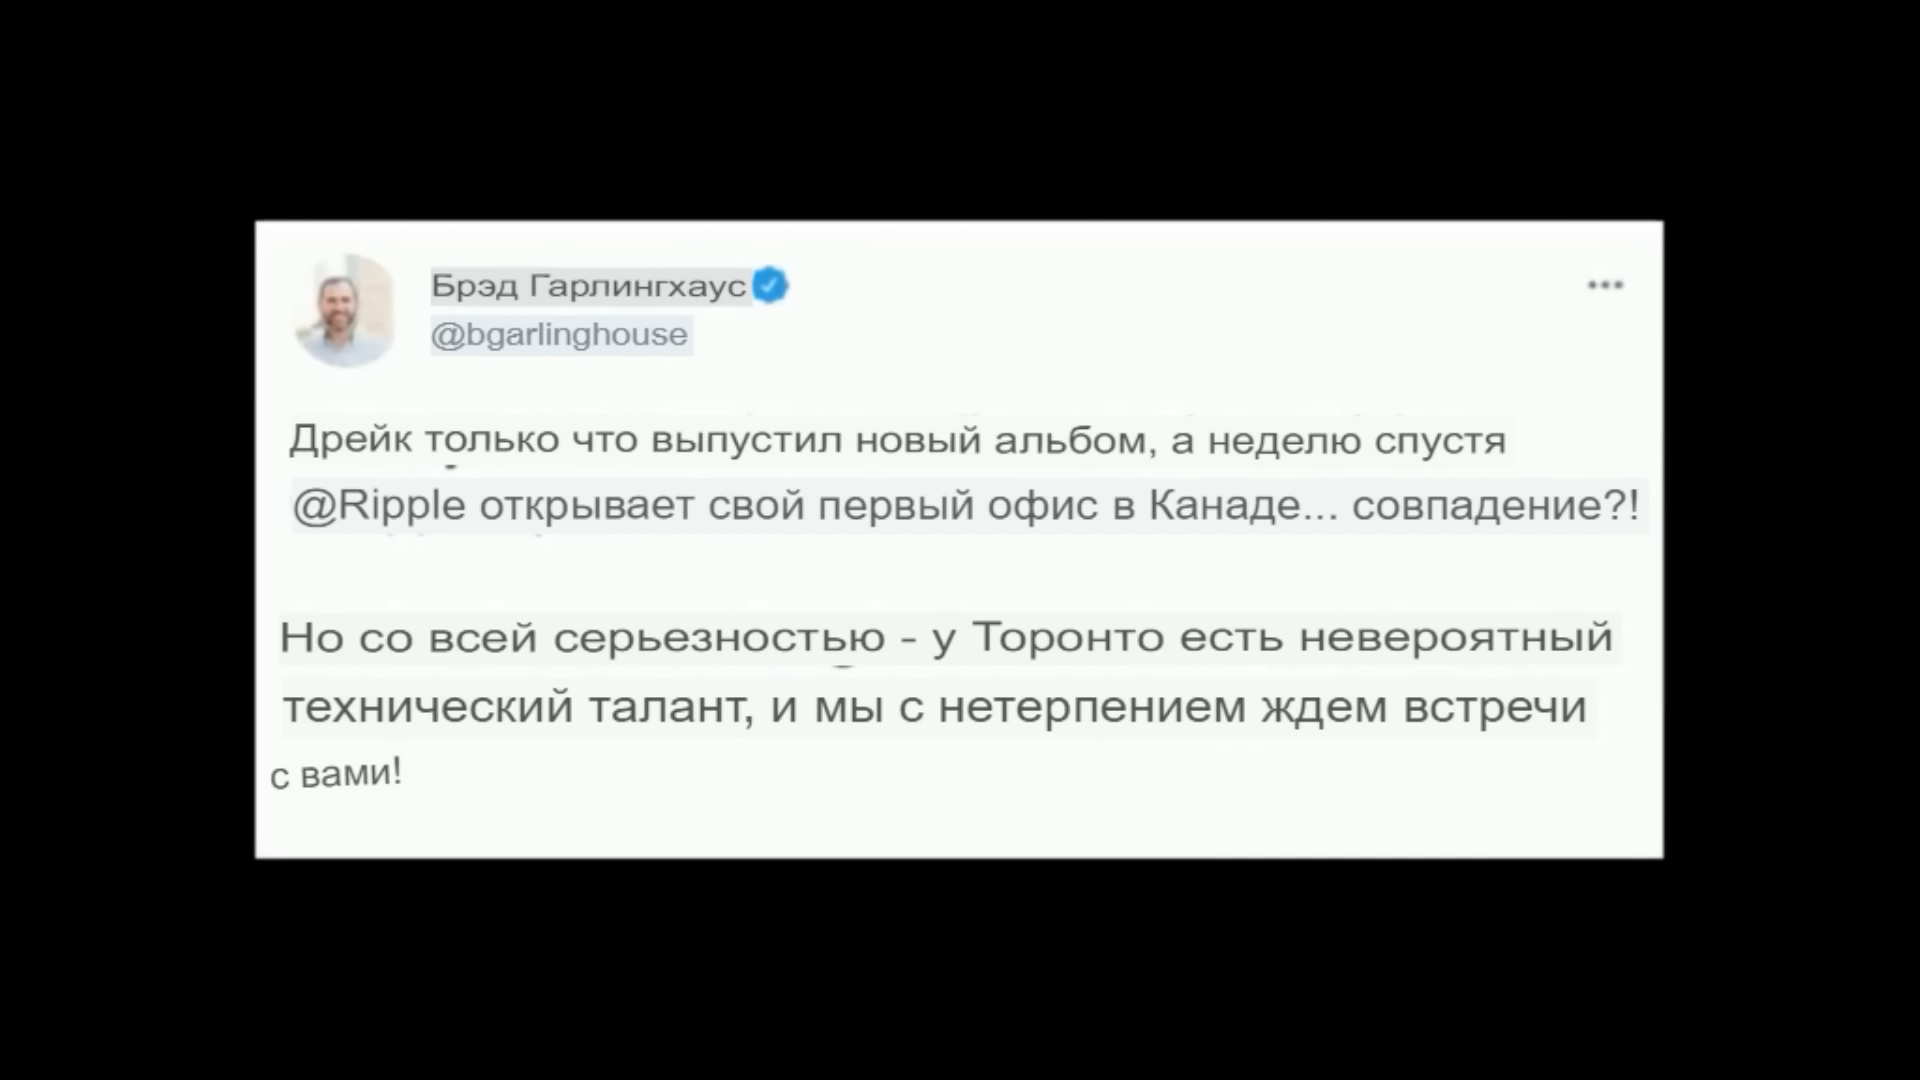 Брэд Гарлингхаус
@bgarlinghouse
Дрейк только что выпустил новый альбом, а неделю спустя
@Ripple открывает свой первый офис в Канаде... совпадение?!
Но со всей серьезностью - у Торонто есть невероятный
технический талант, и мы с нетерпением ждем встречи
с вами!